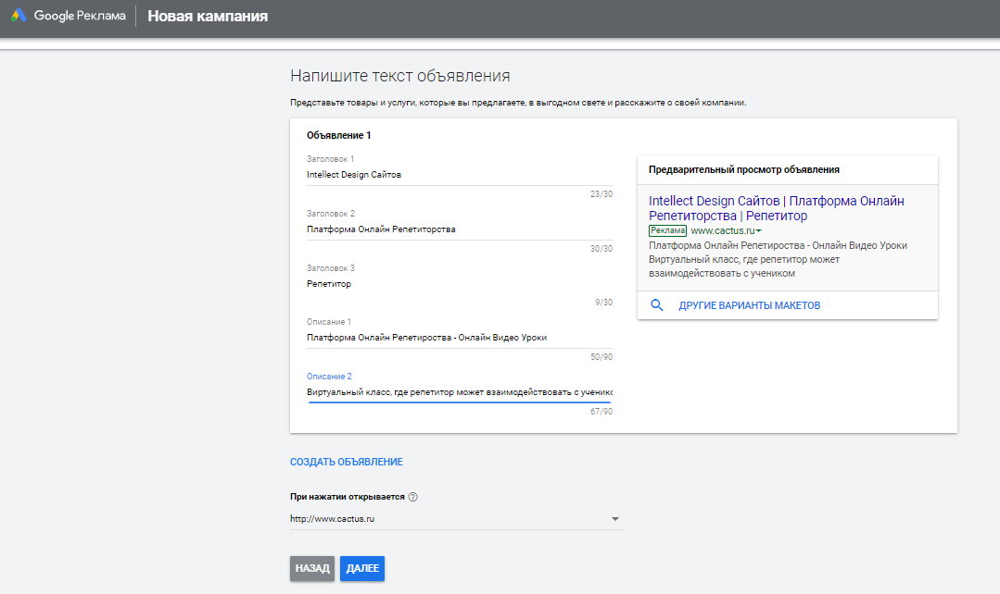 Google Реклама
Новая кампания
Напишите текст объявления
Представьте товары и услуги, которые вы предлагаете, в выгодном свете и расскажите о своей компании.
Объявление 1
Заголовок 1
Intellect Design Сайтов
23/30
Заголовок 2
Платформа Онлайн Репетиторства
30/30
Заголовок 3
Репетитор
9/30
Описание 1
Платформа Онлайн Репетироства - Онлайн Видео Уроки
50/90
Описание 2
Виртуальный класс, где репетитор может взаимодействовать с ученико
67/90
Предварительный просмотр объявления
Intellect Design Сайтов | Платформа Онлайн
Репетиторства | Репетитор
Реклама www.cactus.ru
Платформа Онлайн Репетироства - Онлайн Видео Уроки
Виртуальный класс, где репетитор может
взаимодействовать с учеником
ДРУГИЕ ВАРИАНТЫ МАКЕТОВ
СОЗДАТЬ ОБЪЯВЛЕНИЕ
При нажатии открывается ?
http://www.cactus.ru
НАЗАД ДАЛЕЕ